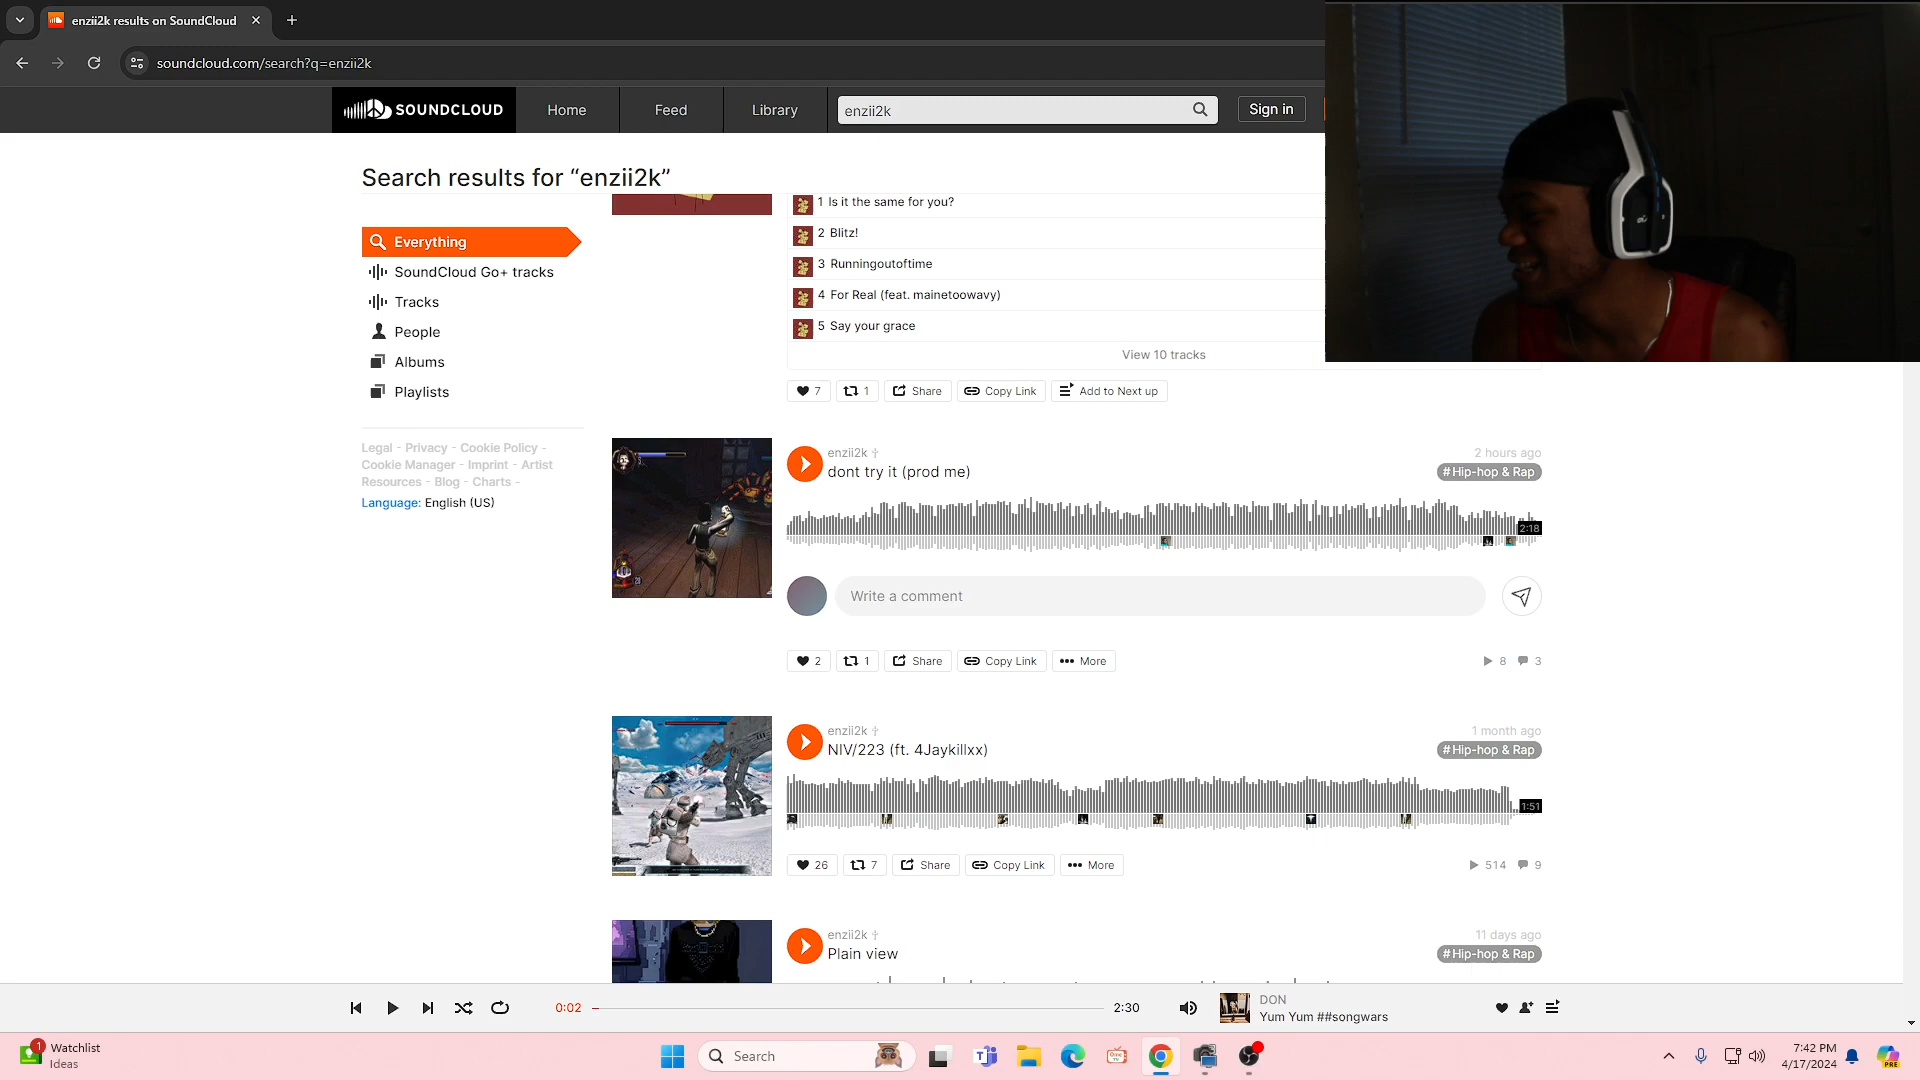 enzii2k results on SoundCloud
soundcloud.com/search?q=enzii2k
SOUNDCLOUD
Home
Feed
Library
enzii2k
Sign in
Search results for “enzii2k”
Everything
SoundCloud Go+ tracks
Tracks
People
Albums
Playlists
Legal - Privacy - Cookie Policy -
Cookie Manager - Imprint - Artist
Resources - Blog - Charts -
Language: English (US)
1 Is it the same for you?
2 Blitz!
3 Runningoutoftime
4 For Real (feat. mainetoowavy)
5 Say your grace
View 10 tracks
7 1 Share Copy Link Add to Next up
enzii2k ✝
2 hours ago
dont try it (prod me)
# Hip-hop & Rap
2:18
Write a comment
2 1 Share Copy Link More
8 3
enzii2k ✝
1 month ago
NIV/223 (ft. 4Jaykillxx)
# Hip-hop & Rap
1:51
26 7 Share Copy Link More
514 9
enzii2k ✝
11 days ago
Plain view
# Hip-hop & Rap
0:02
2:30
DON
Yum Yum ##songwars
1
Watchlist
Ideas
Search
7:42 PM
4/17/2024
PRE